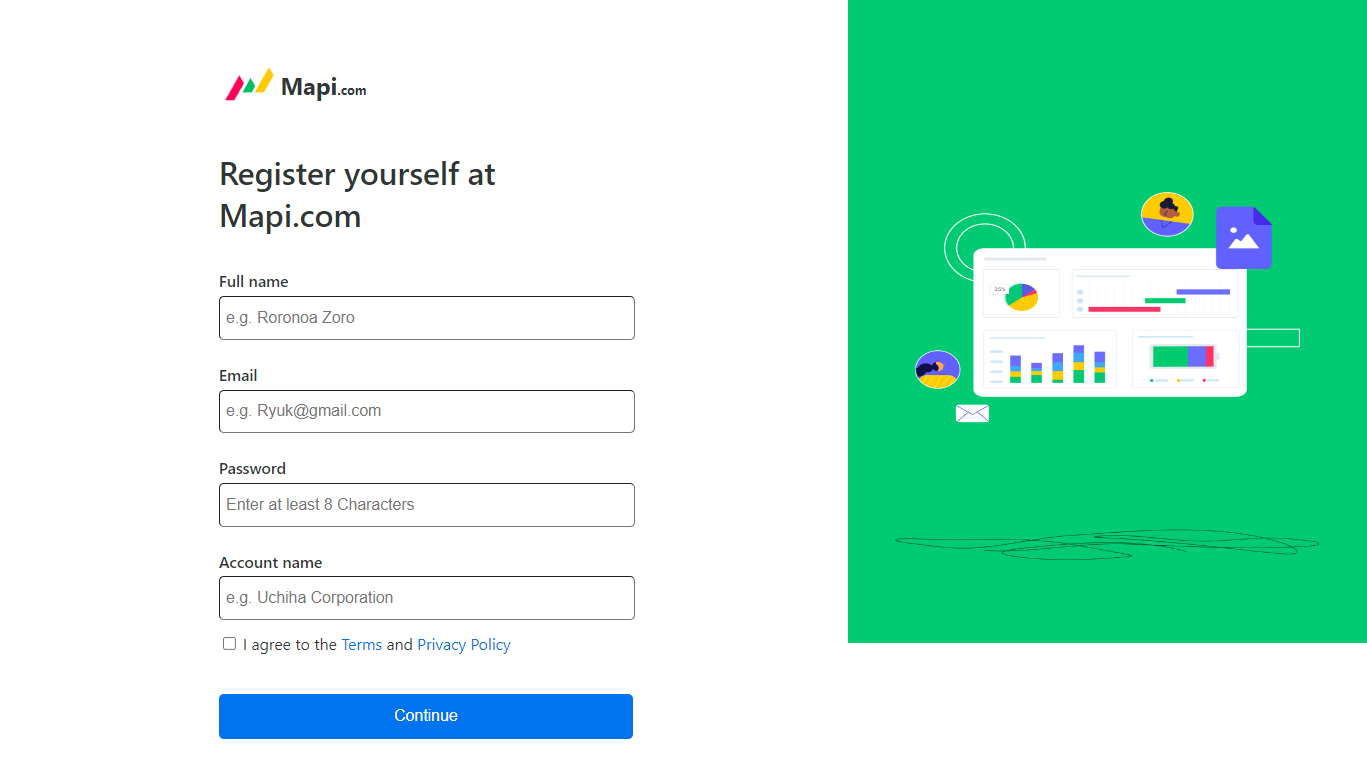 Mapi.com
Register yourself at
Mapi.com
Full name
e.g. Roronoa Zoro
Email
e.g. Ryuk@gmail.com
Password
Enter at least 8 Characters
Account name
e.g. Uchiha Corporation
I agree to the Terms and Privacy Policy
Continue
35%